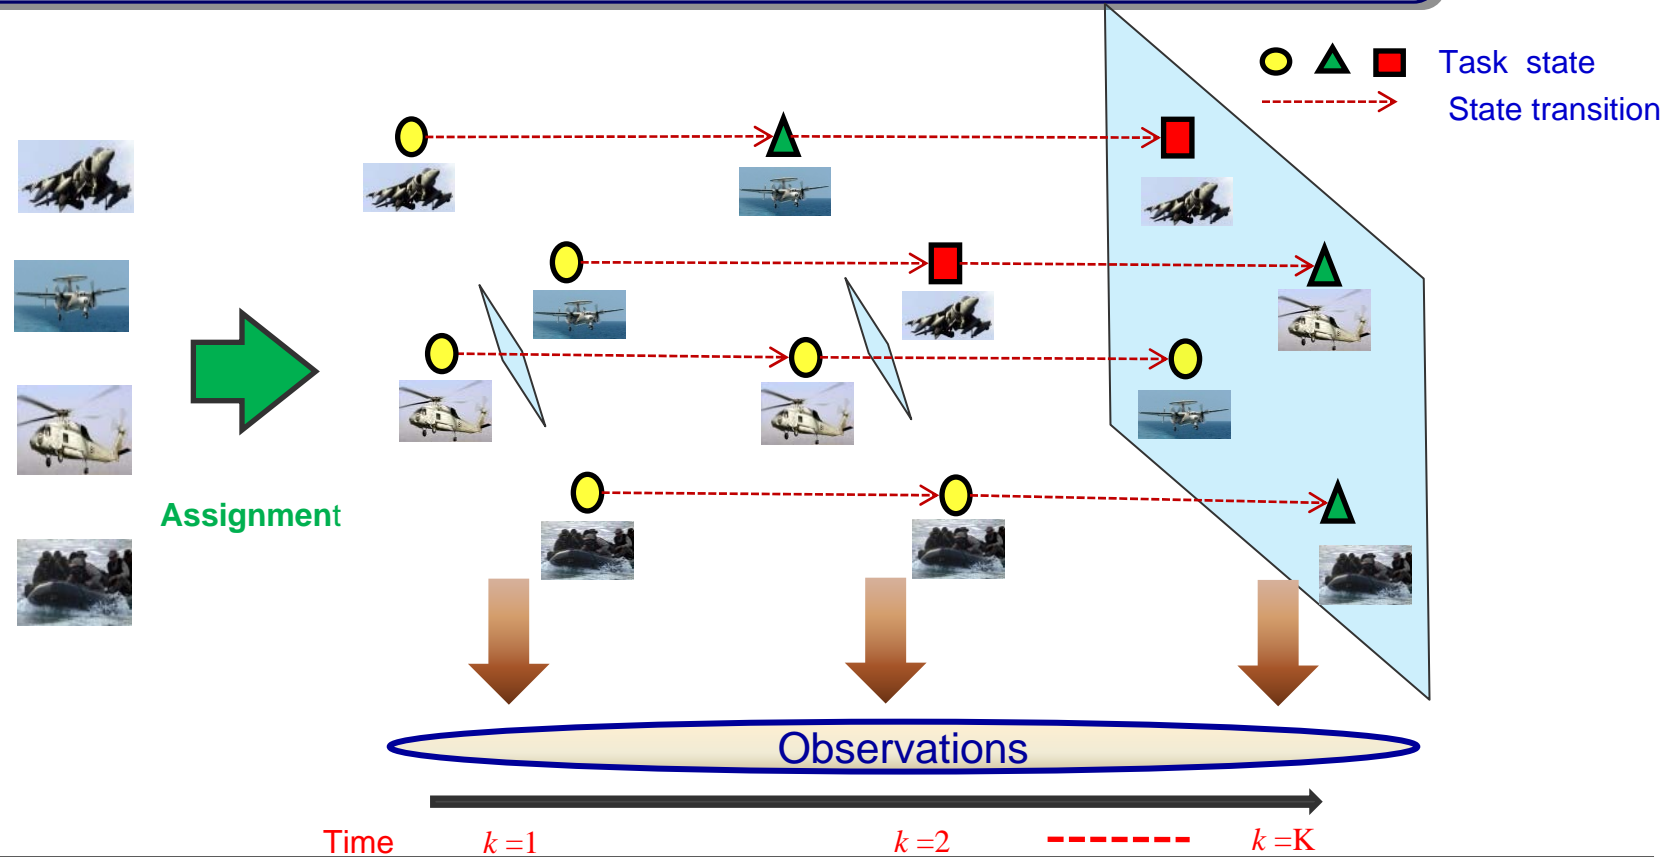 Task state
State transition
Assignment
Observations
Time k =1 k =2 k =K